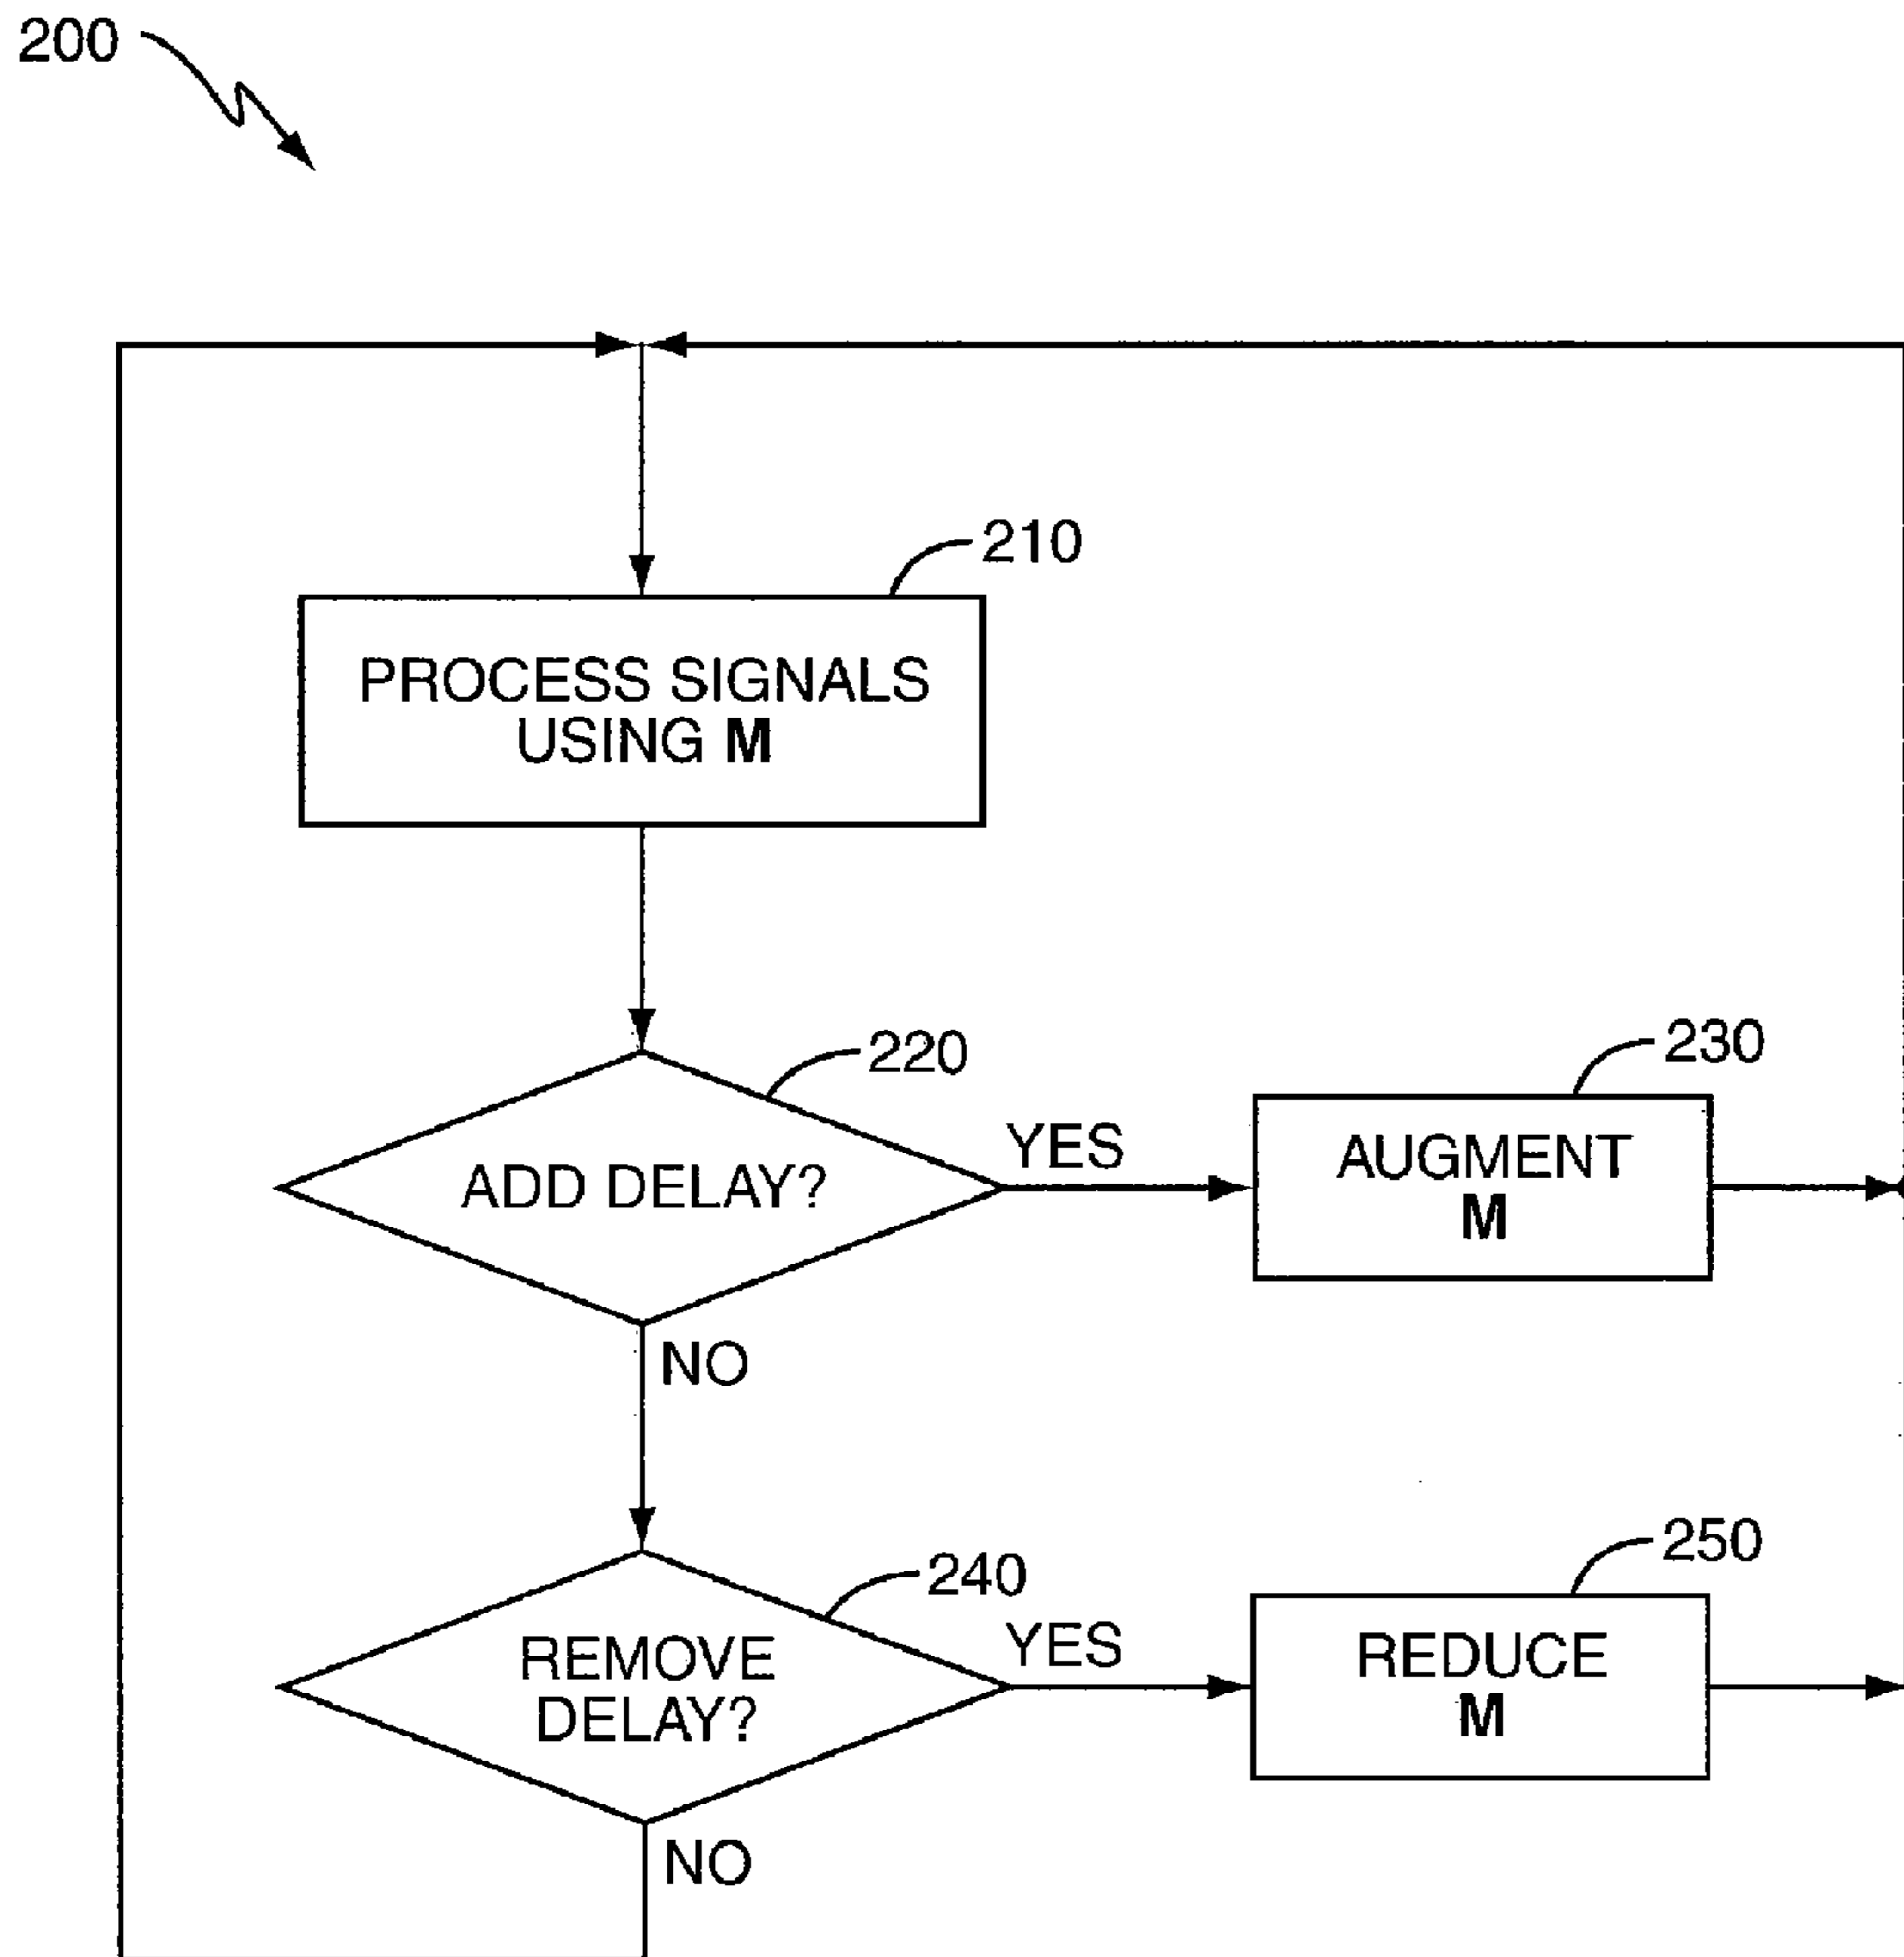 200
210
PROCESS SIGNALS
USING M
220
ADD DELAY?
YES
230
AUGMENT
M
NO
240
REMOVE
DELAY?
YES
250
REDUCE
M
NO